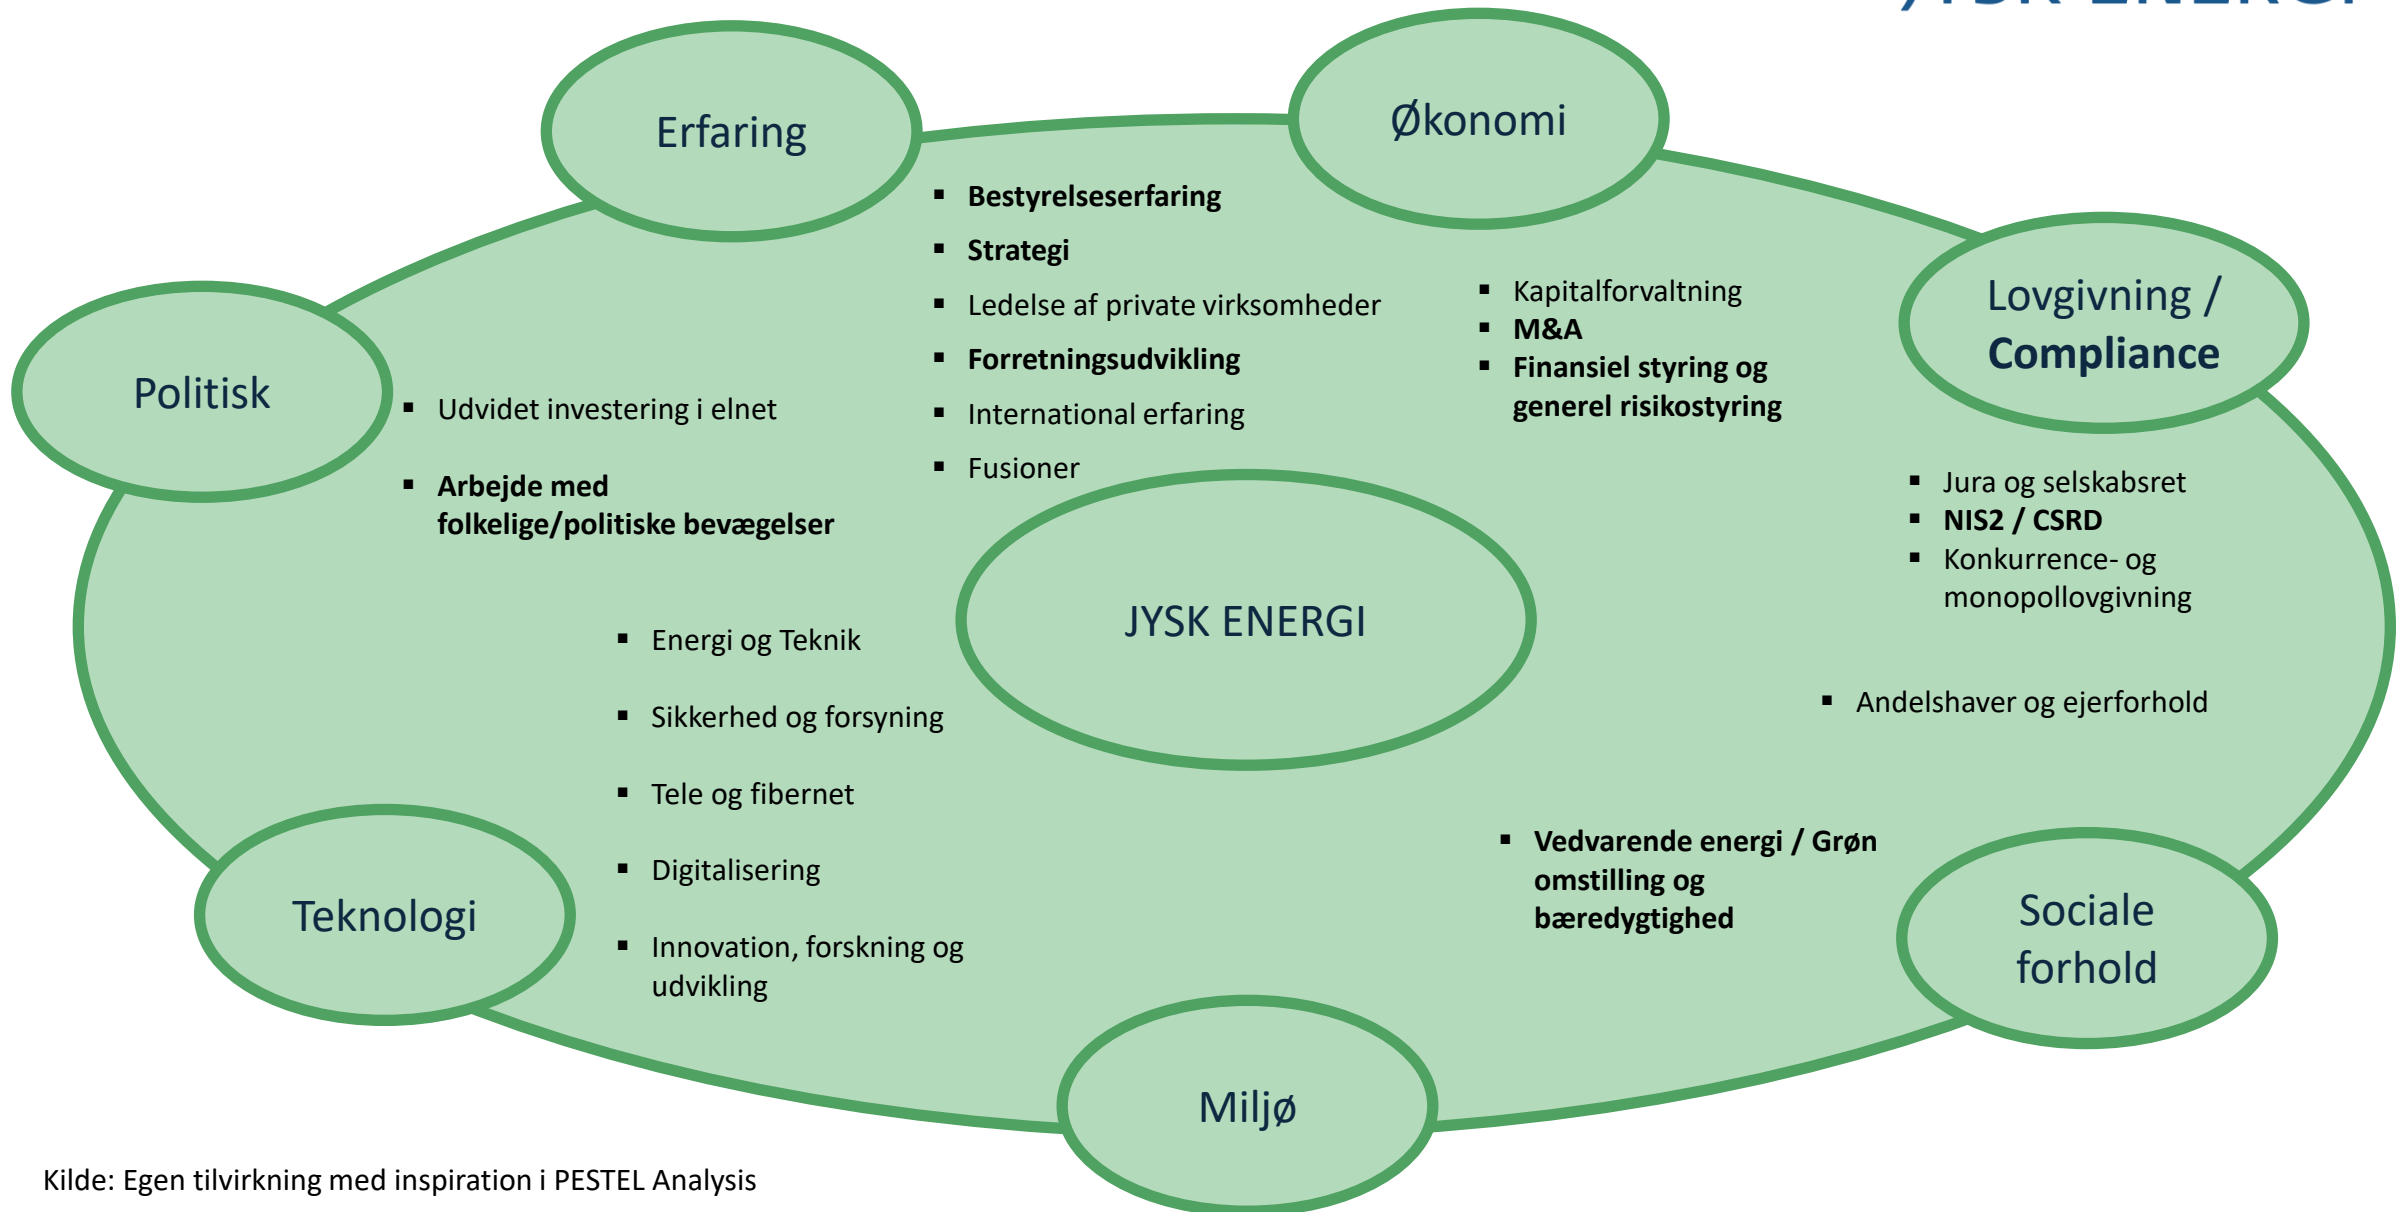 JYSK ENERGI
Erfaring
Økonomi
Lovgivning /
Compliance
Politisk
▪ Bestyrelseserfaring
▪ Strategi
▪ Ledelse af private virksomheder
▪ Forretningsudvikling
▪ International erfaring
▪ Fusioner
▪ Kapitalforvaltning
▪ M&A
▪ Finansiel styring og
generel risikostyring
▪ Udvidet investering i elnet
▪ Arbejde med
folkelige/politiske bevægelser
▪ Jura og selskabsret
▪ NIS2 / CSRD
▪ Konkurrence- og
monopollovgivning
JYSK ENERGI
▪ Energi og Teknik
▪ Sikkerhed og forsyning
▪ Tele og fibernet
▪ Digitalisering
▪ Innovation, forskning og
udvikling
▪ Andelshaver og ejerforhold
▪ Vedvarende energi / Grøn
omstilling og
bæredygtighed
Teknologi
Sociale
forhold
Miljø
Kilde: Egen tilvirkning med inspiration i PESTEL Analysis